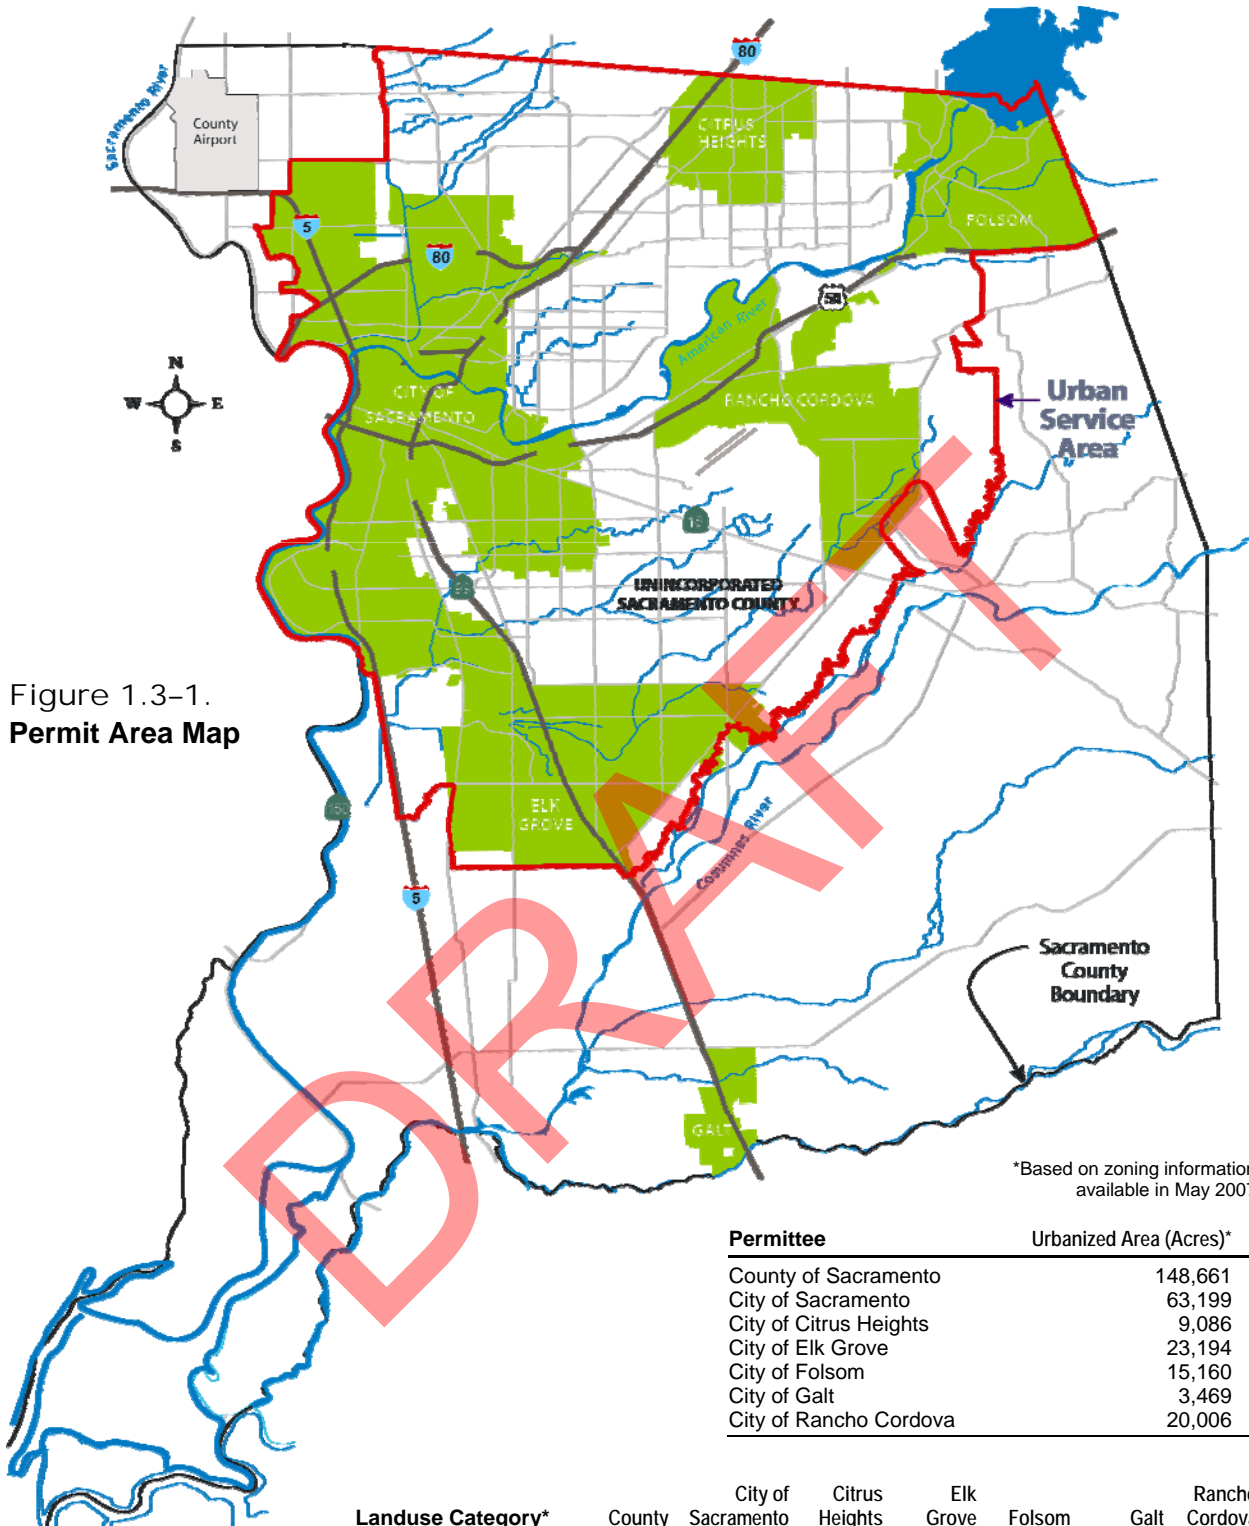 80
Sacramento River
County
Airport
CITRUS
HEIGHTS
FOLSOM
5
80
American River
N
W E
S
CITY OF
SACRAMENTO
RANCHO CORDOVA
Urban
Service
Area
16
UNINCORPORATED
SACRAMENTO COUNTY
Figure 1.3–1.
Permit Area Map
ELK
GROVE
Cosumnes River
5
Sacramento
County
Boundary
GALT
DRAFT
*Based on zoning information
available in May 2007
Permittee Urbanized Area (Acres)*
County of Sacramento 148,661
City of Sacramento 63,199
City of Citrus Heights 9,086
City of Elk Grove 23,194
City of Folsom 15,160
City of Galt 3,469
City of Rancho Cordova 20,006
City of Citrus Elk Rancho
Landuse Category* County Sacramento Heights Grove Folsom Galt Cordova